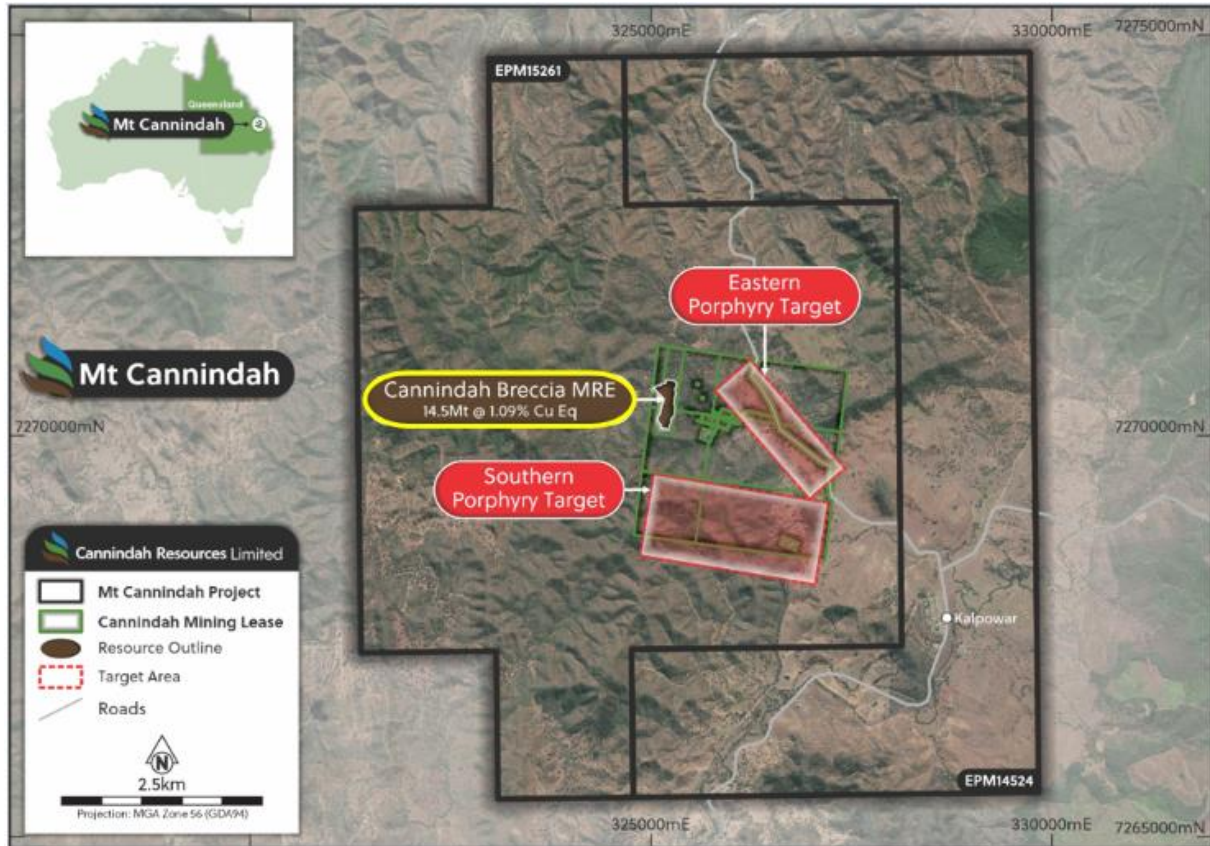 325000mE
330000mE
7275000mN
EPM15261
Queensland
Mt Cannindah
Eastern
Porphyry Target
Mt Cannindah
Cannindah Breccia MRE
14.5Mt @ 1.09% Cu Eq
7270000mN
7270000mN
Southern
Porphyry Target
Cannindah Resources Limited
Mt Cannindah Project
Cannindah Mining Lease
Resource Outline
Target Area
Roads
N
2.5km
Projection: MGA Zone 56 (GDA94)
Kalpowar
EPM14524
325000mE
330000mE
7265000mN